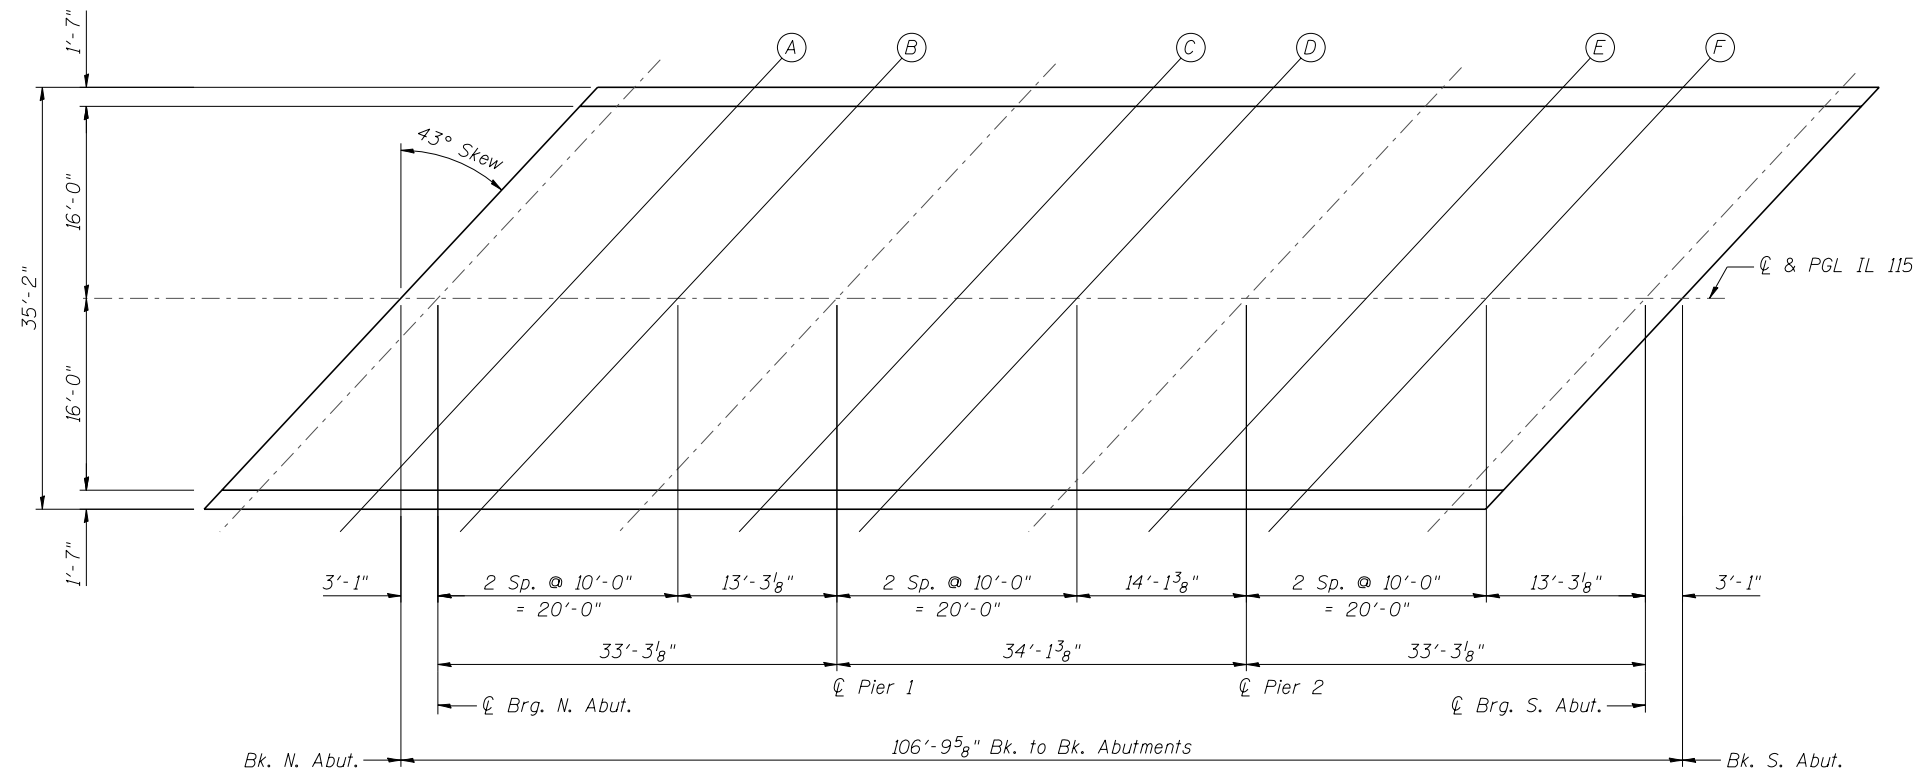 1'-7"
A
B
C
D
E
F
43° Skew
16'-0"
35'-2"
℄ & PGL IL 115
16'-0"
1'-7"
3'-1"
2 Sp. @ 10'-0"
= 20'-0"
13'-3⅛"
2 Sp. @ 10'-0"
= 20'-0"
14'-1⅜"
2 Sp. @ 10'-0"
= 20'-0"
13'-3⅛"
3'-1"
33'-3⅛"
34'-1⅜"
33'-3⅛"
℄ Pier 1
℄ Pier 2
℄ Brg. N. Abut.
℄ Brg. S. Abut.
106'-9⅝" Bk. to Bk. Abutments
Bk. N. Abut.
Bk. S. Abut.